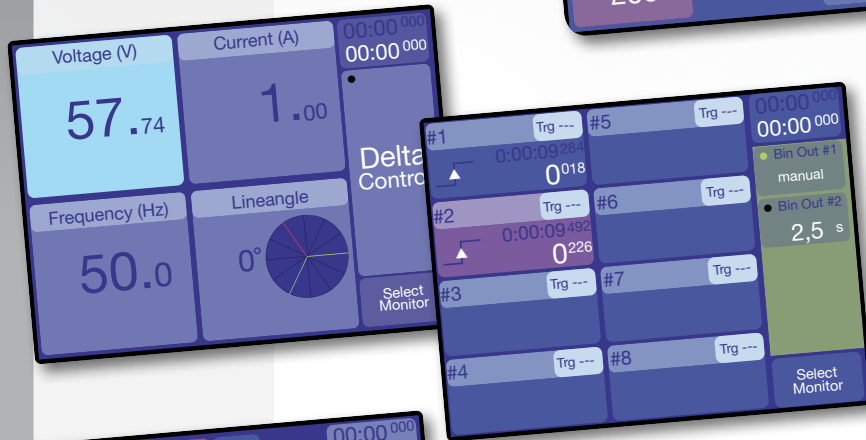 Voltage (V)
57.74
Current (A)
1.00
00:00 000
00:00 000
Delta
Frequency (Hz)
50.0
Lineangle
0°
Select
Monitor
#1
Trg ---
0:00:09 284
0 018
#2
Trg ---
0:00:09 492
0 226
#3
Trg ---
#4
Trg ---
#5
Trg ---
#6
Trg ---
#7
Trg ---
#8
Trg ---
00:00 000
00:00 000
Bin Out #1
manual
Bin Out #2
2,5 s
Select
Monitor
00:00 000